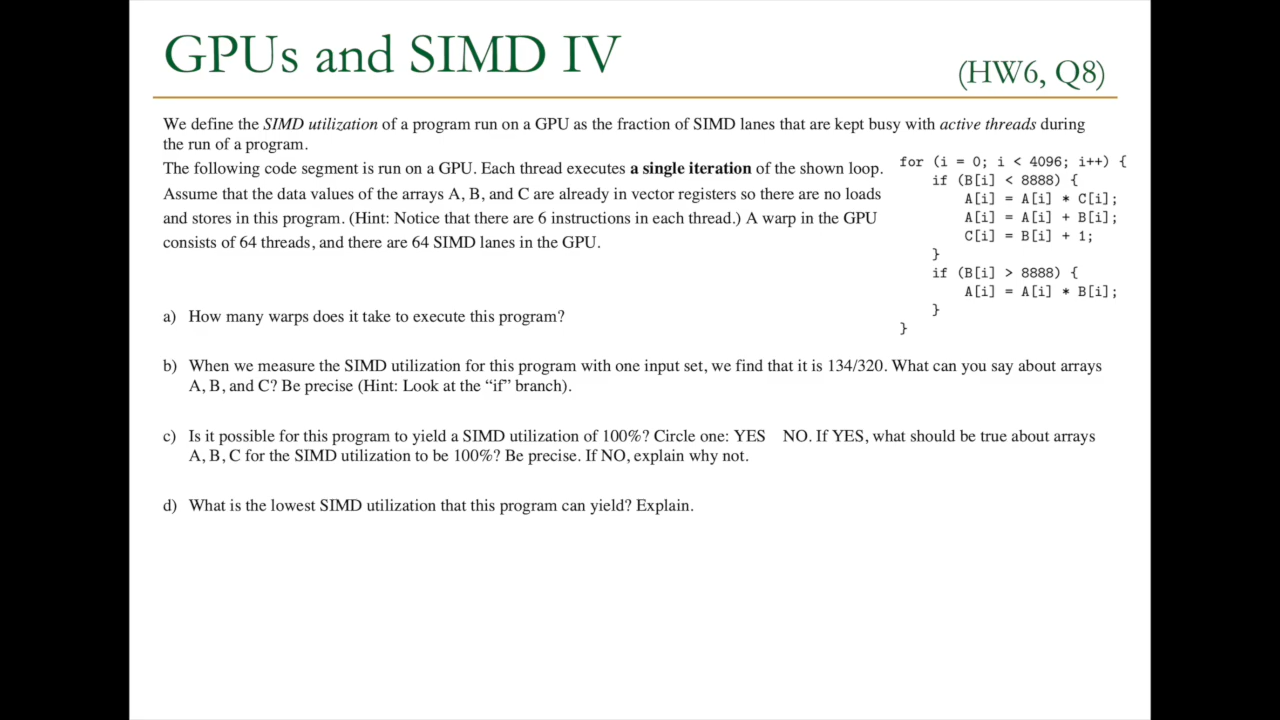 GPUs and SIMD IV
(HW6, Q8)
We define the SIMD utilization of a program run on a GPU as the fraction of SIMD lanes that are kept busy with active threads during
the run of a program.
The following code segment is run on a GPU. Each thread executes a single iteration of the shown loop.
Assume that the data values of the arrays A, B, and C are already in vector registers so there are no loads
and stores in this program. (Hint: Notice that there are 6 instructions in each thread.) A warp in the GPU
consists of 64 threads, and there are 64 SIMD lanes in the GPU.
for (i = 0; i < 4096; i++) {
if (B[i] < 8888) {
A[i] = A[i] * C[i];
A[i] = A[i] + B[i];
C[i] = B[i] + 1;
}
if (B[i] > 8888) {
A[i] = A[i] * B[i];
}
}
a) How many warps does it take to execute this program?
b) When we measure the SIMD utilization for this program with one input set, we find that it is 134/320. What can you say about arrays
A, B, and C? Be precise (Hint: Look at the “if” branch).
c) Is it possible for this program to yield a SIMD utilization of 100%? Circle one: YES NO. If YES, what should be true about arrays
A, B, C for the SIMD utilization to be 100%? Be precise. If NO, explain why not.
d) What is the lowest SIMD utilization that this program can yield? Explain.